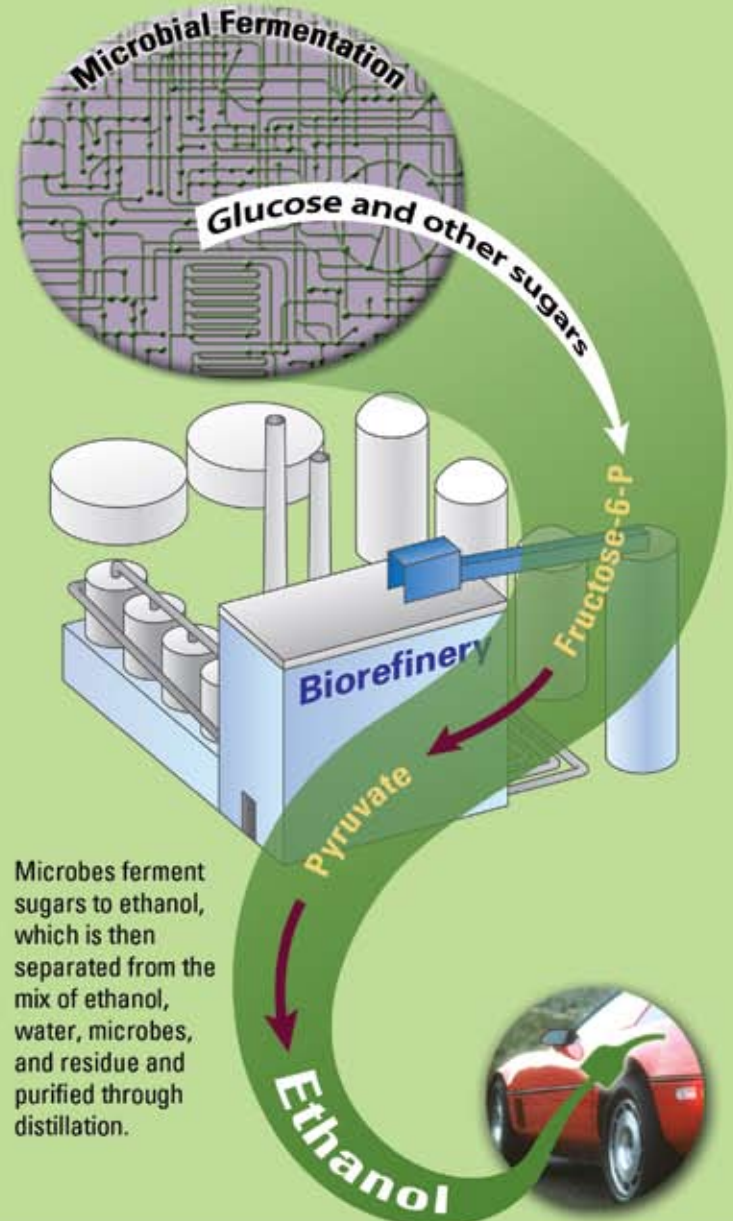 Microbial Fermentation
Glucose and other sugars
Fructose-6-P
Biorefinery
Pyruvate
Microbes ferment
sugars to ethanol,
which is then
separated from the
mix of ethanol,
water, microbes,
and residue and
purified through
distillation.
Ethanol